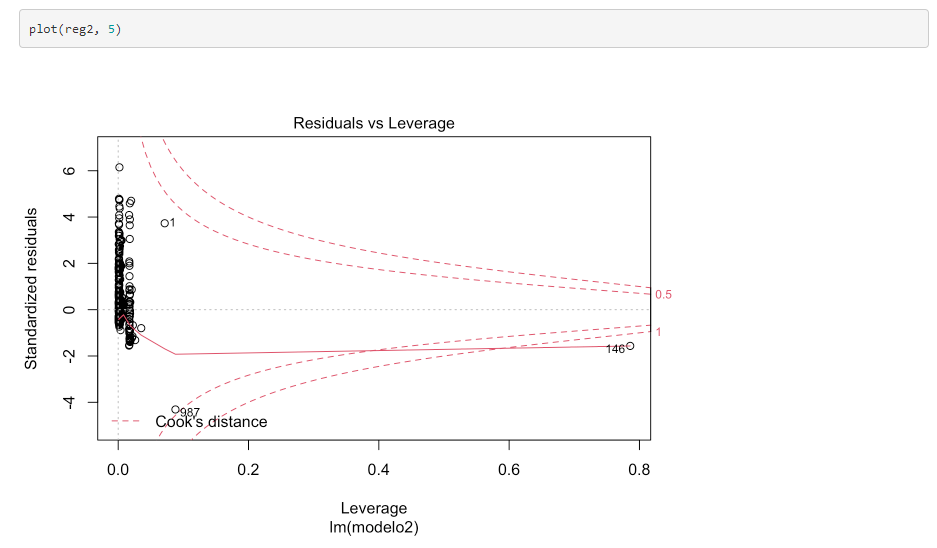 plot(reg2, 5)
Residuals vs Leverage
Standardized residuals
6
4
2
0
-2
-4
1
0.5
1
146
987
Cook's distance
0.0 0.2 0.4 0.6 0.8
Leverage
lm(modelo2)